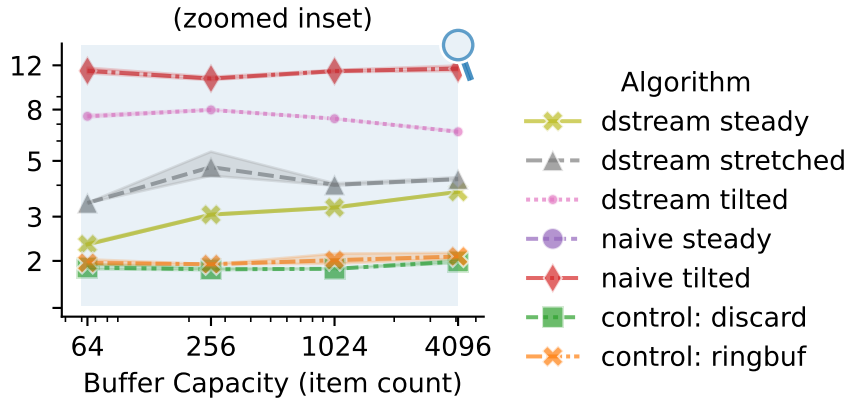 (zoomed inset)
12
8
5
3
2
64 256 1024 4096
Buffer Capacity (item count)
Algorithm
dstream steady
dstream stretched
dstream tilted
naive steady
naive tilted
control: discard
control: ringbuf